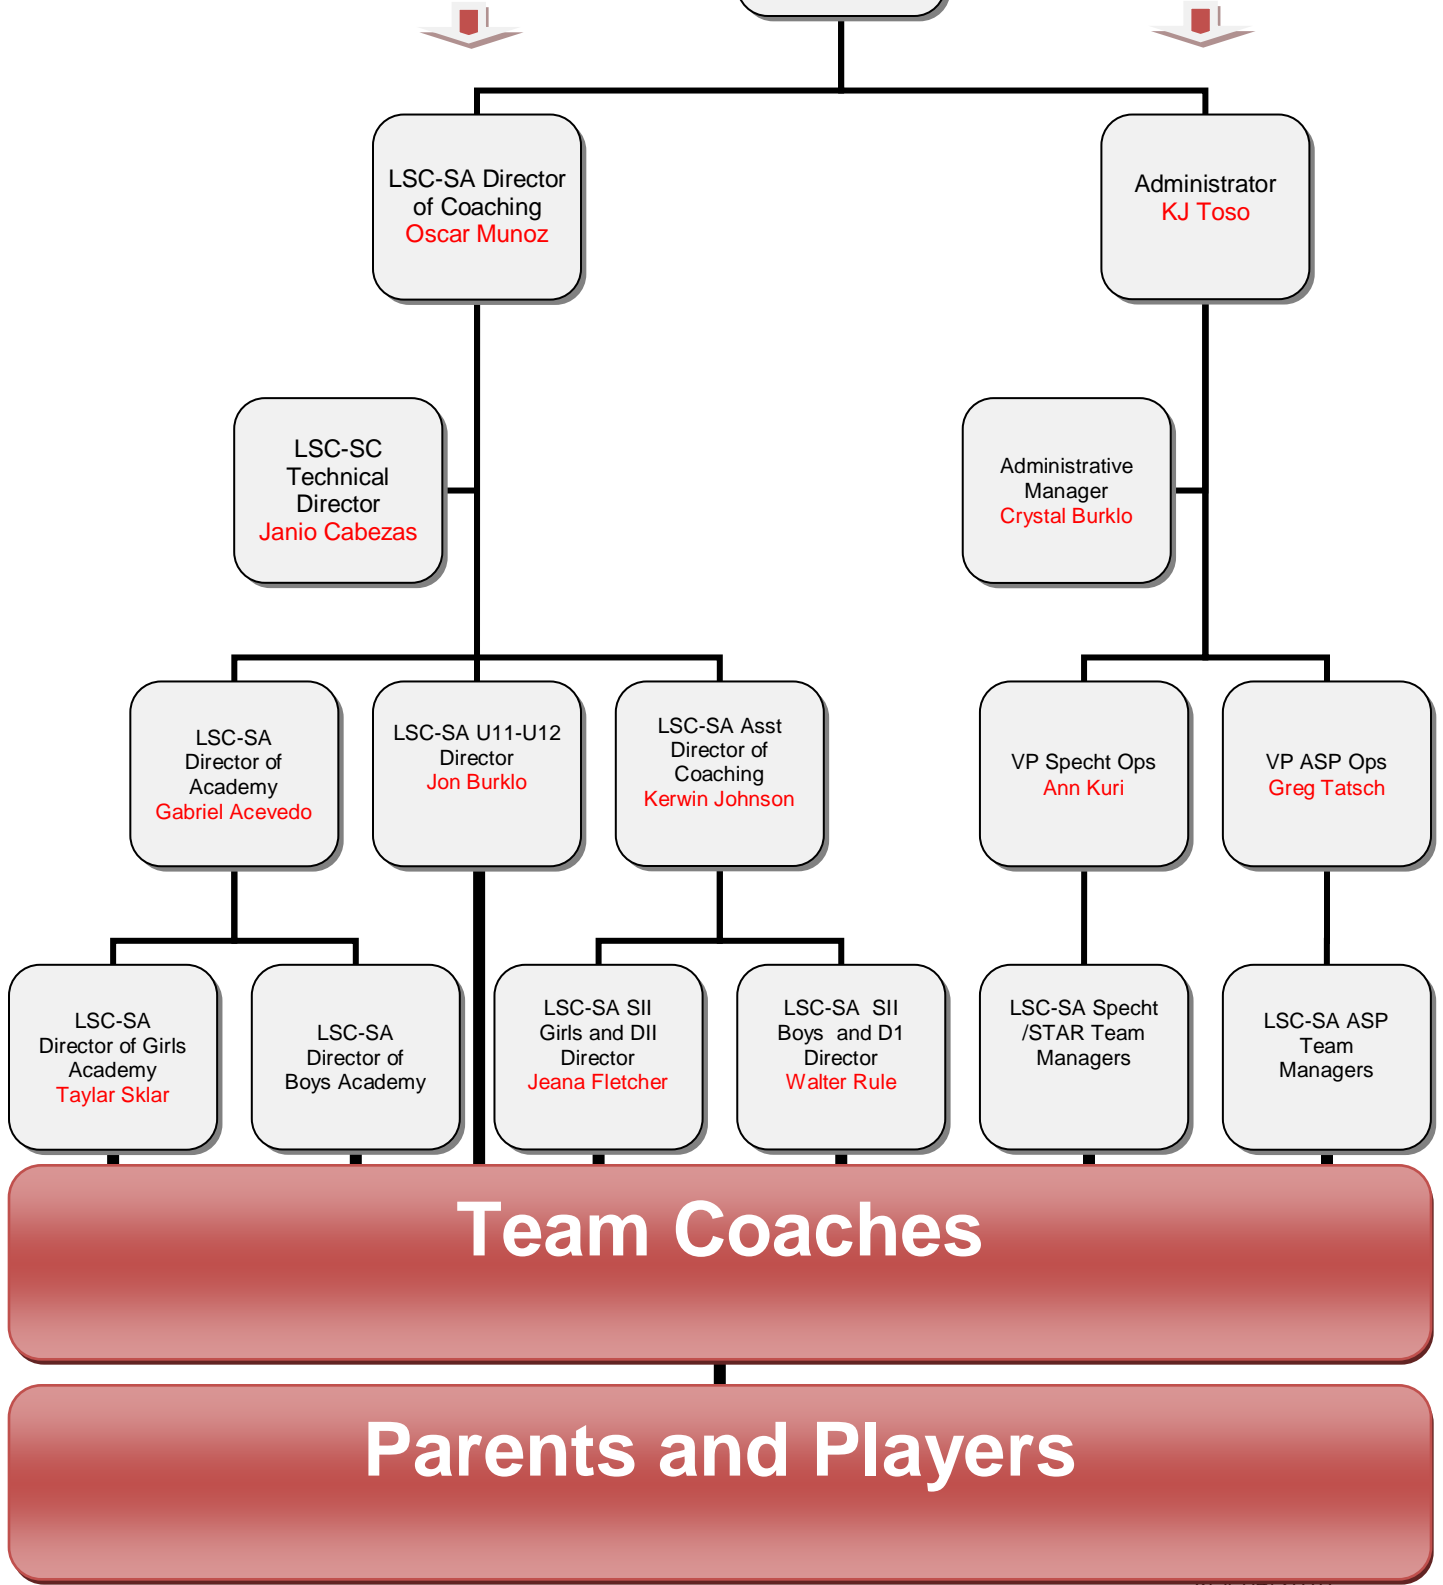 LSC-SA Director
of Coaching
Oscar Munoz
Administrator
KJ Toso
LSC-SC
Technical
Director
Janio Cabezas
Administrative
Manager
Crystal Burklo
LSC-SA
Director of
Academy
Gabriel Acevedo
LSC-SA U11-U12
Director
Jon Burklo
LSC-SA Asst
Director of
Coaching
Kerwin Johnson
VP Specht Ops
Ann Kuri
VP ASP Ops
Greg Tatsch
LSC-SA
Director of Girls
Academy
Taylar Sklar
LSC-SA
Director of
Boys Academy
LSC-SA SII
Girls and DII
Director
Jeana Fletcher
LSC-SA  SII
Boys  and D1
Director
Walter Rule
LSC-SA Specht
/STAR Team
Managers
LSC-SA ASP
Team
Managers
Team Coaches
Parents and Players